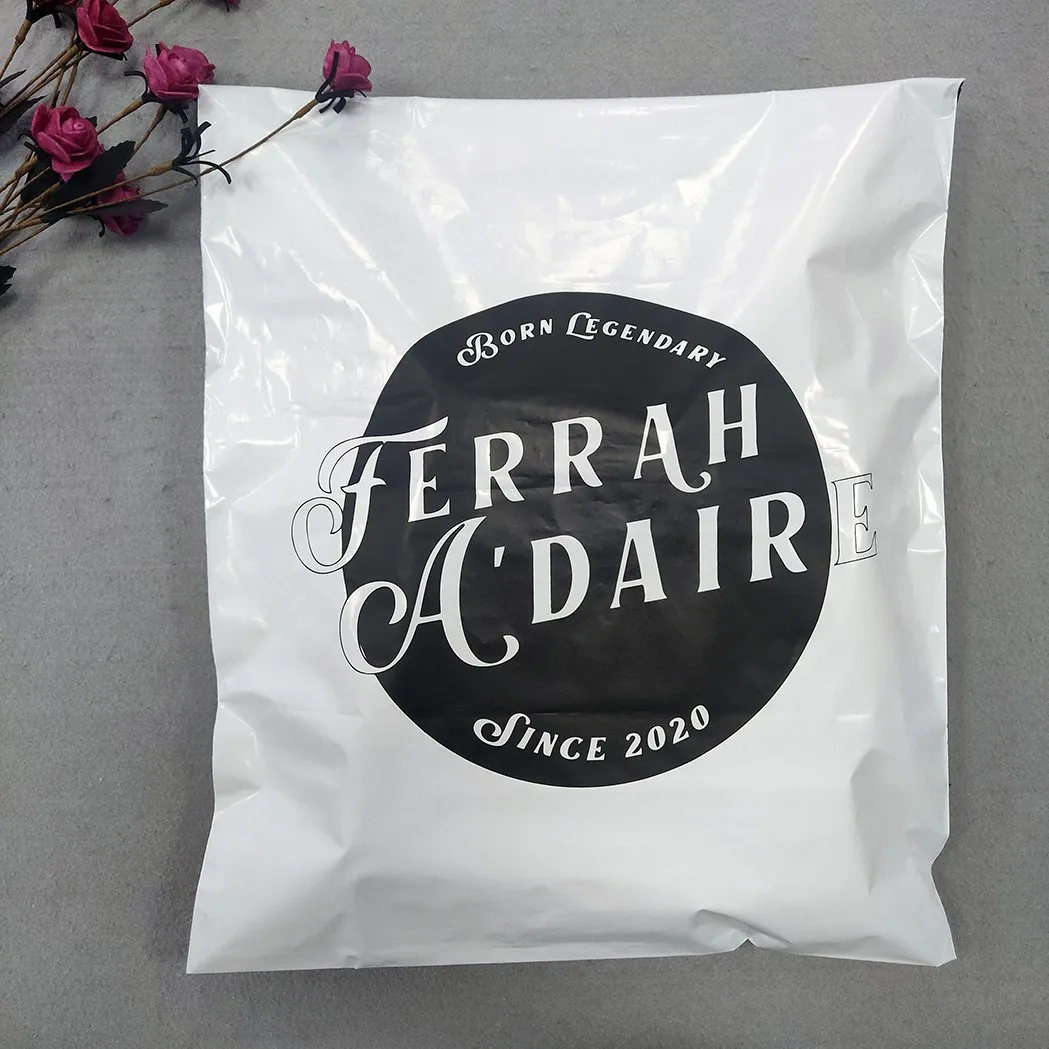 Born Legendary
FERRAH
A'DAIRE
SINCE 2020